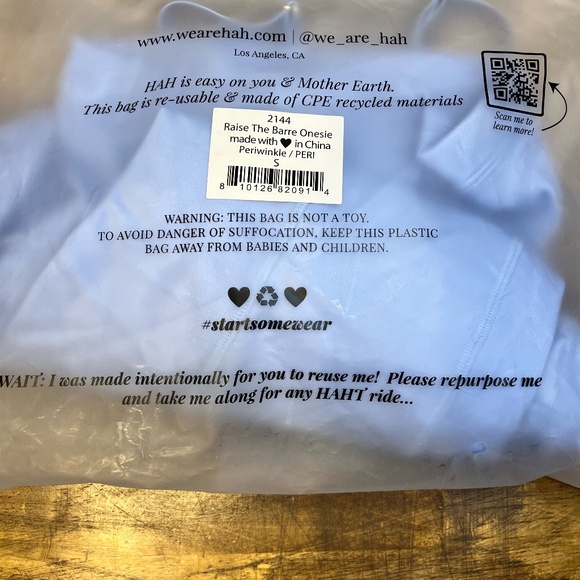 www.wearehah.com | @we_are_hah
Los Angeles, CA
HAH is easy on you & Mother Earth.
This bag is re-usable & made of CPE recycled materials
Scan me to
learn more!
2144
Raise The Barre Onesie
made with ♥ in China
Periwinkle / PERI
S
8 10126 82091 4
WARNING: THIS BAG IS NOT A TOY.
TO AVOID DANGER OF SUFFOCATION, KEEP THIS PLASTIC
BAG AWAY FROM BABIES AND CHILDREN.
#startsomewear
WAIT: I was made intentionally for you to reuse me! Please repurpose me
and take me along for any HAHT ride...